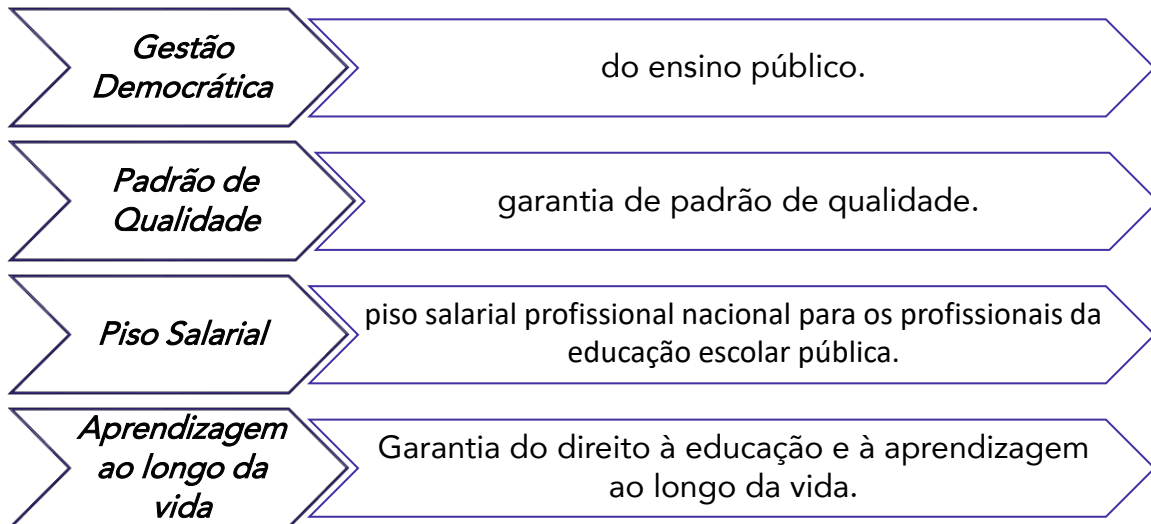 Gestão
Democrática
do ensino público.
Padrão de
Qualidade
garantia de padrão de qualidade.
Piso Salarial
piso salarial profissional nacional para os profissionais da
educação escolar pública.
Aprendizagem
ao longo da
vida
Garantia do direito à educação e à aprendizagem
ao longo da vida.